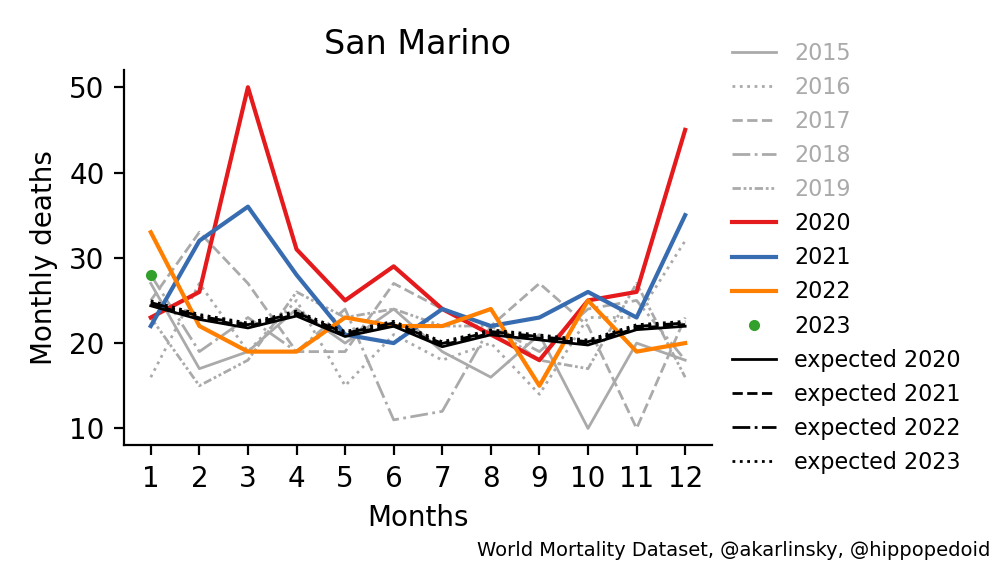 San Marino
50
40
30
20
10
Monthly deaths
1 2 3 4 5 6 7 8 9 10 11 12
Months
2015
2016
2017
2018
2019
2020
2021
2022
2023
expected 2020
expected 2021
expected 2022
expected 2023
World Mortality Dataset, @akarlinsky, @hippopedoid